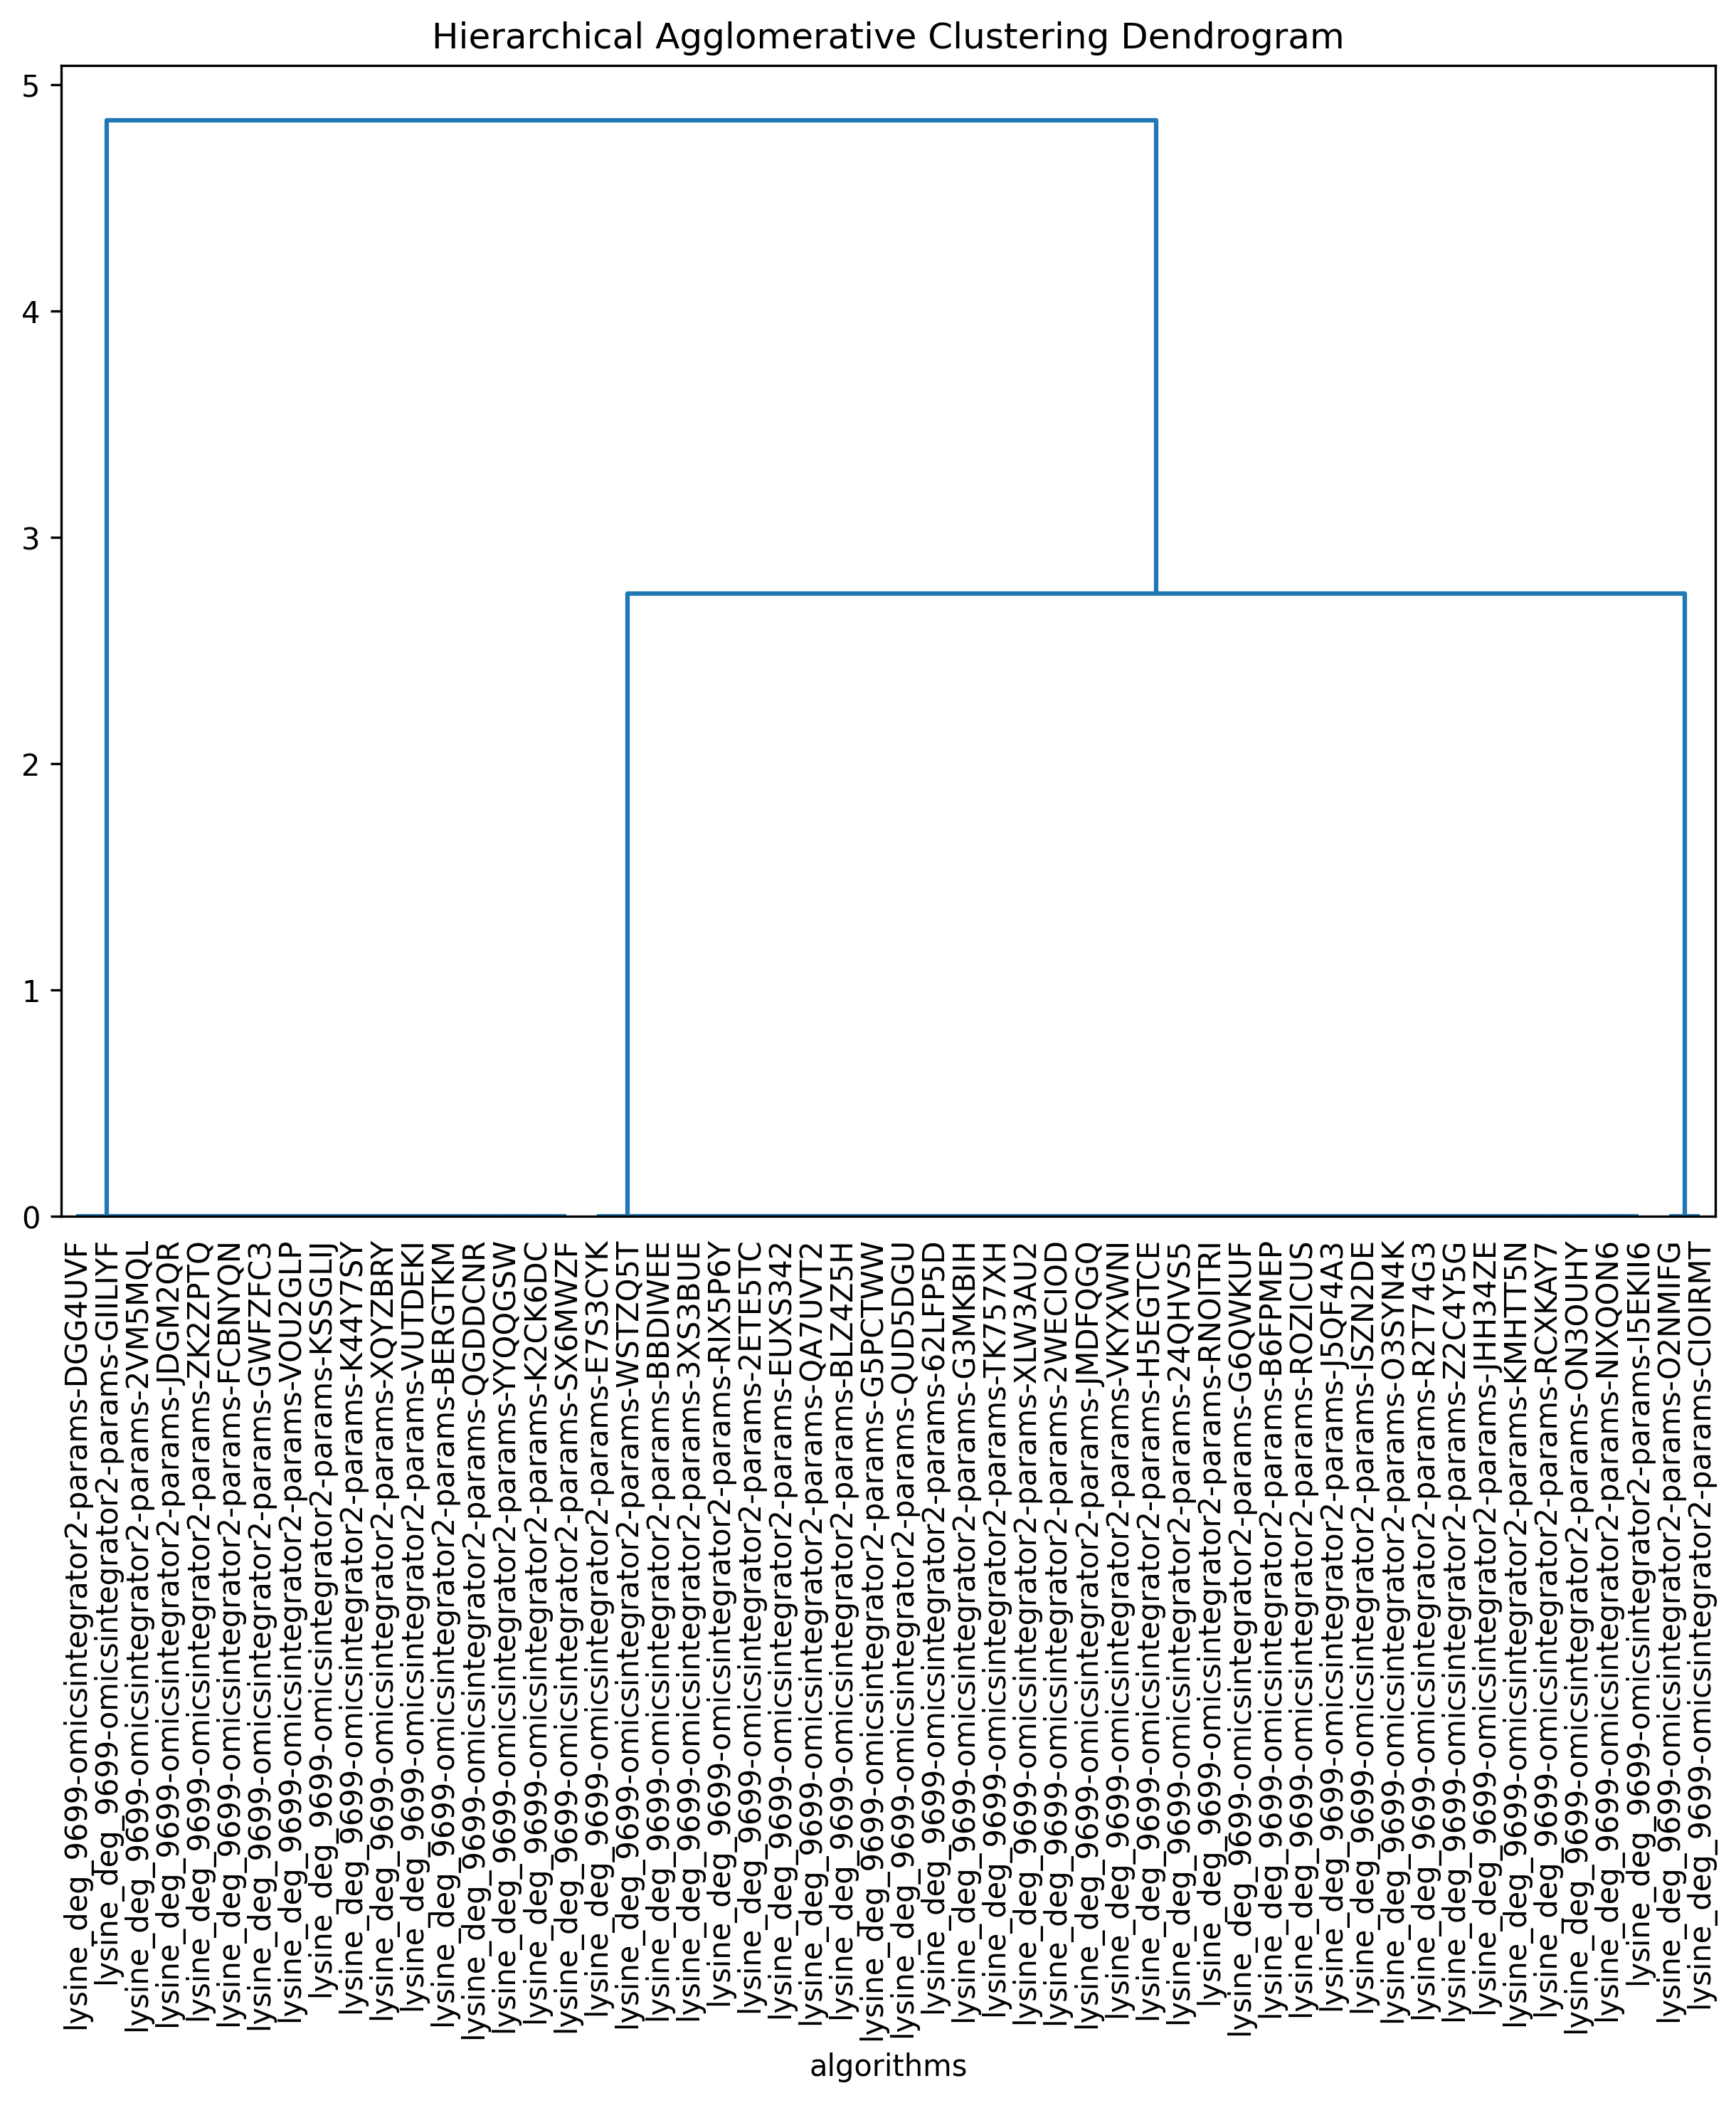 Hierarchical Agglomerative Clustering Dendrogram
5
4
3
2
1
0
lysine_deg_9699-omicsintegrator2-params-DGG4UVF
lysine_deg_9699-omicsintegrator2-params-GIILIYF
lysine_deg_9699-omicsintegrator2-params-2VM5MQL
lysine_deg_9699-omicsintegrator2-params-JDGM2QR
lysine_deg_9699-omicsintegrator2-params-ZK2ZPTQ
lysine_deg_9699-omicsintegrator2-params-FCBNYQN
lysine_deg_9699-omicsintegrator2-params-GWFZFC3
lysine_deg_9699-omicsintegrator2-params-VOU2GLP
lysine_deg_9699-omicsintegrator2-params-KSSGLIJ
lysine_deg_9699-omicsintegrator2-params-K44Y7SY
lysine_deg_9699-omicsintegrator2-params-XQYZBRY
lysine_deg_9699-omicsintegrator2-params-VUTDEKI
lysine_deg_9699-omicsintegrator2-params-BERGTKM
lysine_deg_9699-omicsintegrator2-params-QGDDCNR
lysine_deg_9699-omicsintegrator2-params-YYQQGSW
lysine_deg_9699-omicsintegrator2-params-K2CK6DC
lysine_deg_9699-omicsintegrator2-params-SX6MWZF
lysine_deg_9699-omicsintegrator2-params-E7S3CYK
lysine_deg_9699-omicsintegrator2-params-WSTZQ5T
lysine_deg_9699-omicsintegrator2-params-BBDIWEE
lysine_deg_9699-omicsintegrator2-params-3XS3BUE
lysine_deg_9699-omicsintegrator2-params-RIX5P6Y
lysine_deg_9699-omicsintegrator2-params-2ETE5TC
lysine_deg_9699-omicsintegrator2-params-EUXS342
lysine_deg_9699-omicsintegrator2-params-QA7UVT2
lysine_deg_9699-omicsintegrator2-params-BLZ4Z5H
lysine_deg_9699-omicsintegrator2-params-G5PCTWW
lysine_deg_9699-omicsintegrator2-params-QUD5DGU
lysine_deg_9699-omicsintegrator2-params-62LFP5D
lysine_deg_9699-omicsintegrator2-params-G3MKBIH
lysine_deg_9699-omicsintegrator2-params-TK757XH
lysine_deg_9699-omicsintegrator2-params-XLW3AU2
lysine_deg_9699-omicsintegrator2-params-2WECIOD
lysine_deg_9699-omicsintegrator2-params-JMDFQGQ
lysine_deg_9699-omicsintegrator2-params-VKYXWNI
lysine_deg_9699-omicsintegrator2-params-H5EGTCE
lysine_deg_9699-omicsintegrator2-params-24QHVS5
lysine_deg_9699-omicsintegrator2-params-RNOITRI
lysine_deg_9699-omicsintegrator2-params-G6QWKUF
lysine_deg_9699-omicsintegrator2-params-B6FPMEP
lysine_deg_9699-omicsintegrator2-params-ROZICUS
lysine_deg_9699-omicsintegrator2-params-J5QF4A3
lysine_deg_9699-omicsintegrator2-params-ISZN2DE
lysine_deg_9699-omicsintegrator2-params-O3SYN4K
lysine_deg_9699-omicsintegrator2-params-R2T74G3
lysine_deg_9699-omicsintegrator2-params-Z2C4Y5G
lysine_deg_9699-omicsintegrator2-params-JHH34ZE
lysine_deg_9699-omicsintegrator2-params-KMHTT5N
lysine_deg_9699-omicsintegrator2-params-RCXKAY7
lysine_deg_9699-omicsintegrator2-params-ON3OUHY
lysine_deg_9699-omicsintegrator2-params-NIXQON6
lysine_deg_9699-omicsintegrator2-params-I5EKII6
lysine_deg_9699-omicsintegrator2-params-O2NMIFG
lysine_deg_9699-omicsintegrator2-params-CIOIRMT
algorithms